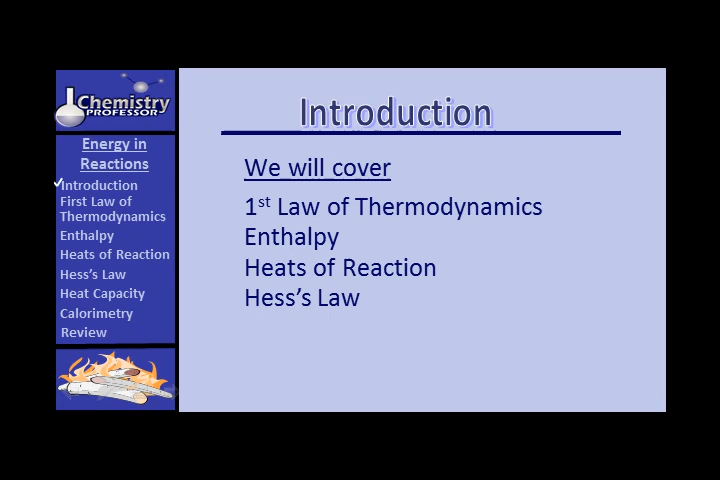 Chemistry
PROFESSOR
Energy in
Reactions
✓Introduction
First Law of
Thermodynamics
Enthalpy
Heats of Reaction
Hess’s Law
Heat Capacity
Calorimetry
Review
Introduction
We will cover
1st Law of Thermodynamics
Enthalpy
Heats of Reaction
Hess’s Law